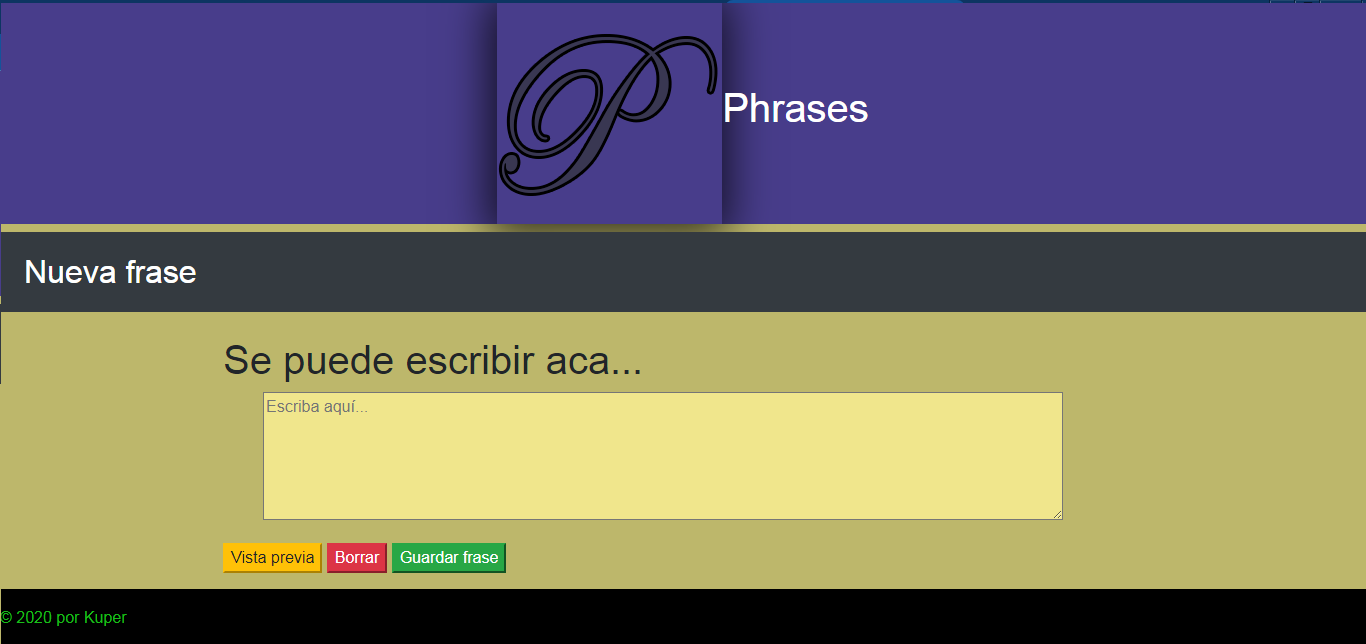 P
Phrases
Nueva frase
Se puede escribir aca...
Escriba aquí...
Vista previa Borrar Guardar frase
© 2020 por Kuper